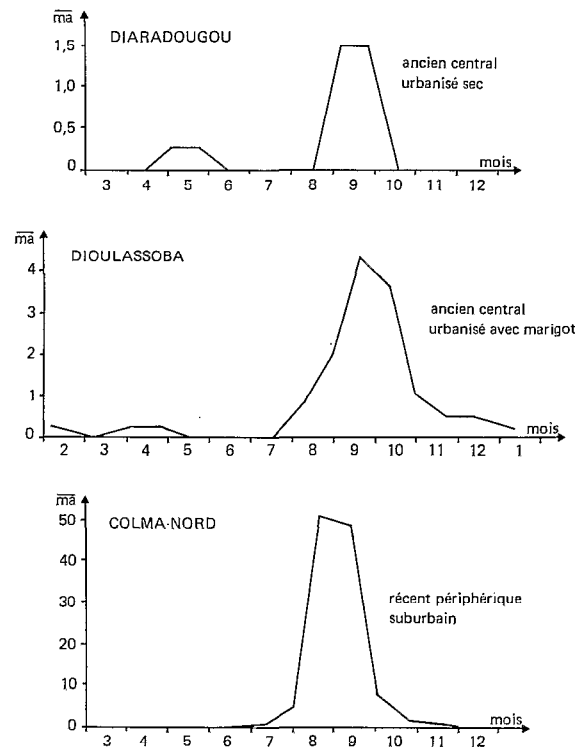 ma
DIARADOUGOU
1,5
ancien central
urbanisé sec
1,0
0,5
0
mois
3 4 5 6 7 8 9 10 11 12
ma
DIOULASSOBA
4
3
ancien central
urbanisé avec marigot
2
1
0
mois
2 3 4 5 6 7 8 9 10 11 12 1
ma
50
COLMA-NORD
40
30
récent périphérique
suburbain
20
10
0
mois
3 4 5 6 7 8 9 10 11 12